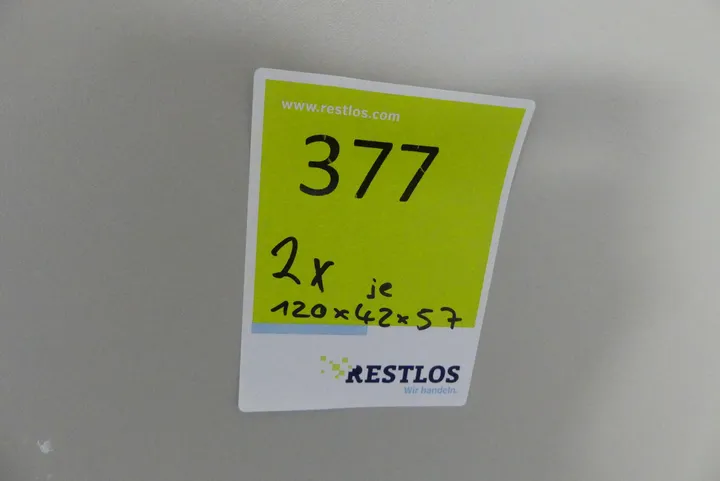 www.restlos.com
377
2x je
120x42x57
RESTLOS
Wir handeln.